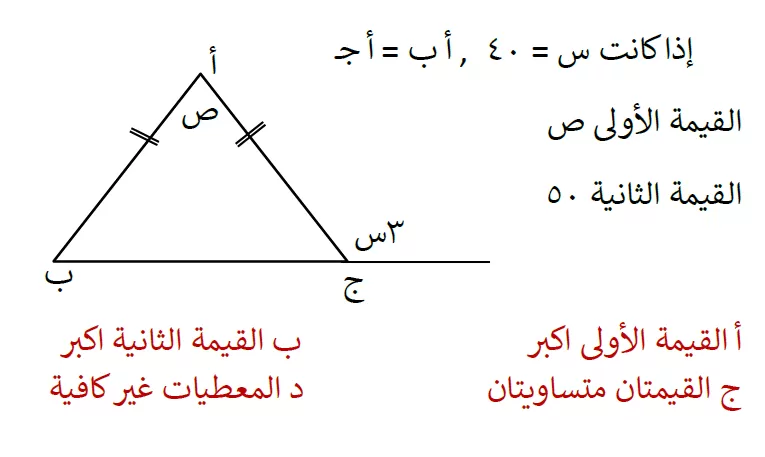 إذا كانت س = ٤٠ , أ ب = أ جـ
القيمة الأولى ص
القيمة الثانية ٥٠
أ
ص
٣س
ب
ج
أ القيمة الأولى اكبر
ب القيمة الثانية اكبر
ج القيمتان متساويتان
د المعطيات غير كافية